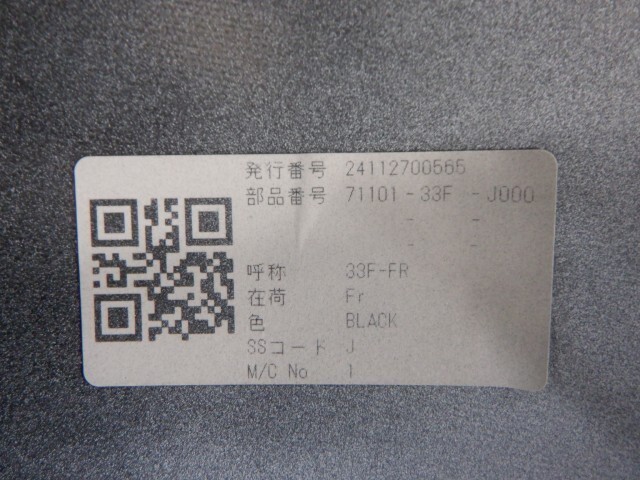 発行番号 24112700565
部品番号 71101-33F -J000
- - -
- - -
呼称 33F-FR
在荷 Fr
色 BLACK
SSコード J
M/C No 1